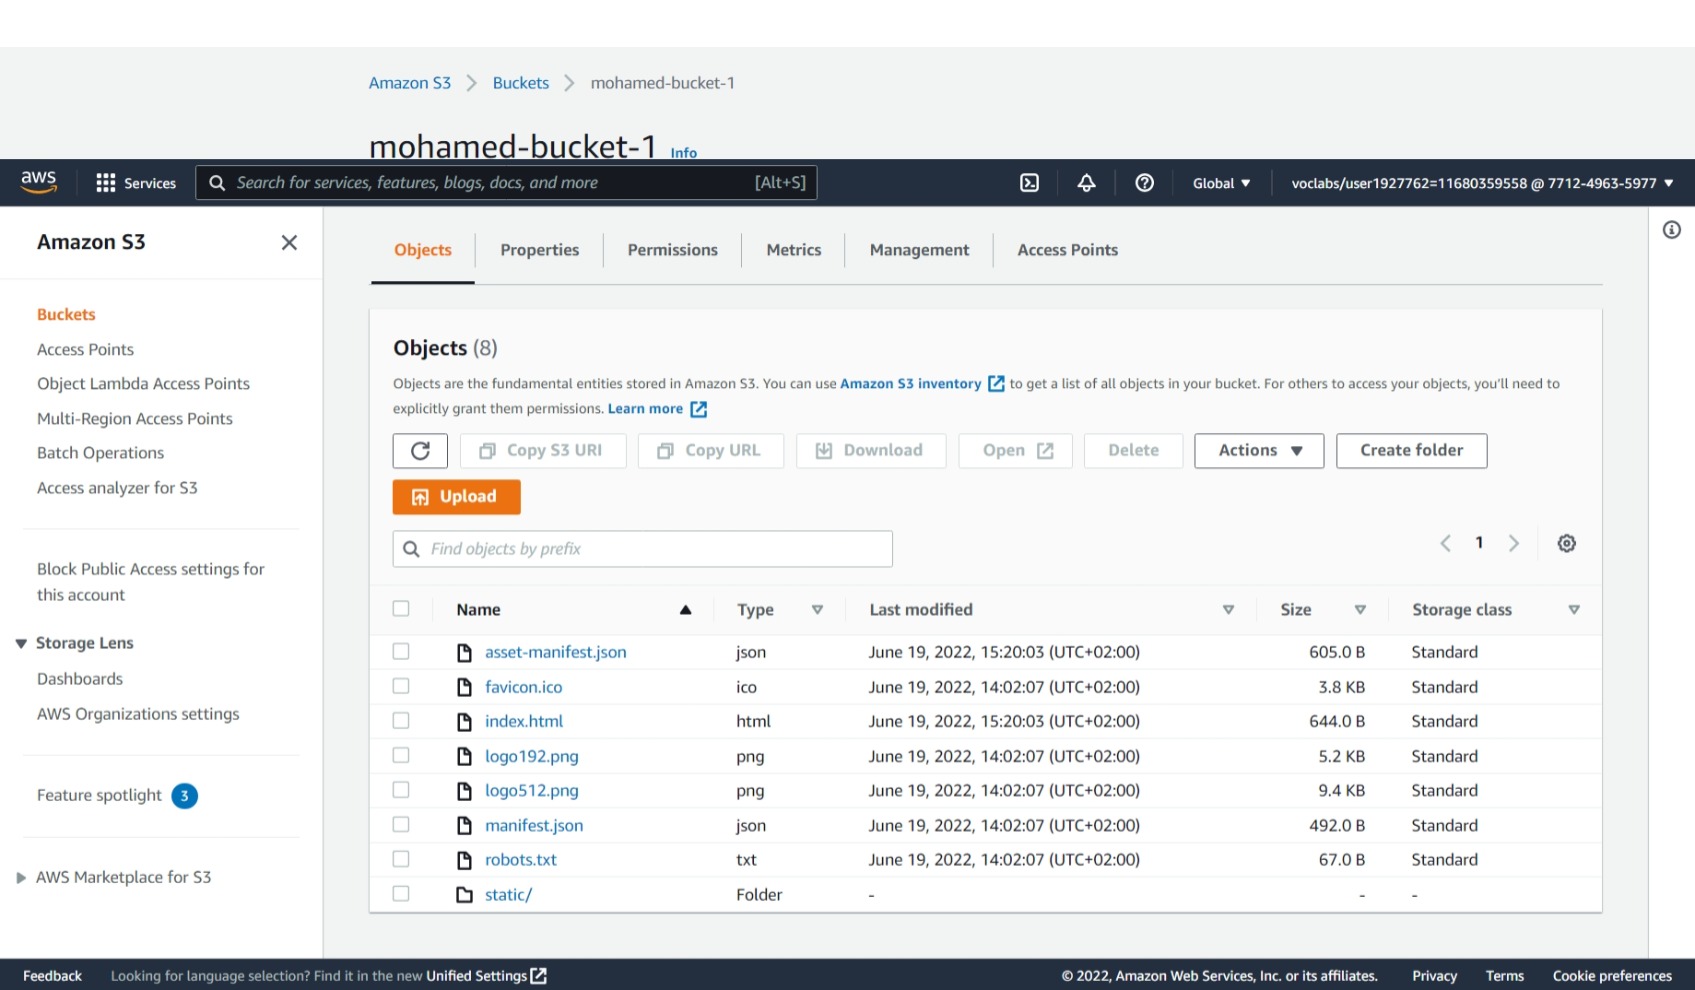 Amazon S3 > Buckets > mohamed-bucket-1
mohamed-bucket-1 Info
aws Services Search for services, features, blogs, docs, and more [Alt+S] Global voclabs/user1927762=11680359558 @ 7712-4963-5977
Amazon S3
Buckets
Access Points
Object Lambda Access Points
Multi-Region Access Points
Batch Operations
Access analyzer for S3
Block Public Access settings for
this account
Storage Lens
Dashboards
AWS Organizations settings
Feature spotlight 3
AWS Marketplace for S3
Objects Properties Permissions Metrics Management Access Points
Objects (8)
Objects are the fundamental entities stored in Amazon S3. You can use Amazon S3 inventory to get a list of all objects in your bucket. For others to access your objects, you'll need to
explicitly grant them permissions. Learn more
Copy S3 URI Copy URL Download Open Delete Actions Create folder
Upload
Find objects by prefix 1
Name Type Last modified Size Storage class
asset-manifest.json json June 19, 2022, 15:20:03 (UTC+02:00) 605.0 B Standard
favicon.ico ico June 19, 2022, 14:02:07 (UTC+02:00) 3.8 KB Standard
index.html html June 19, 2022, 15:20:03 (UTC+02:00) 644.0 B Standard
logo192.png png June 19, 2022, 14:02:07 (UTC+02:00) 5.2 KB Standard
logo512.png png June 19, 2022, 14:02:07 (UTC+02:00) 9.4 KB Standard
manifest.json json June 19, 2022, 14:02:07 (UTC+02:00) 492.0 B Standard
robots.txt txt June 19, 2022, 14:02:07 (UTC+02:00) 67.0 B Standard
static/ Folder - - -
Feedback Looking for language selection? Find it in the new Unified Settings © 2022, Amazon Web Services, Inc. or its affiliates. Privacy Terms Cookie preferences